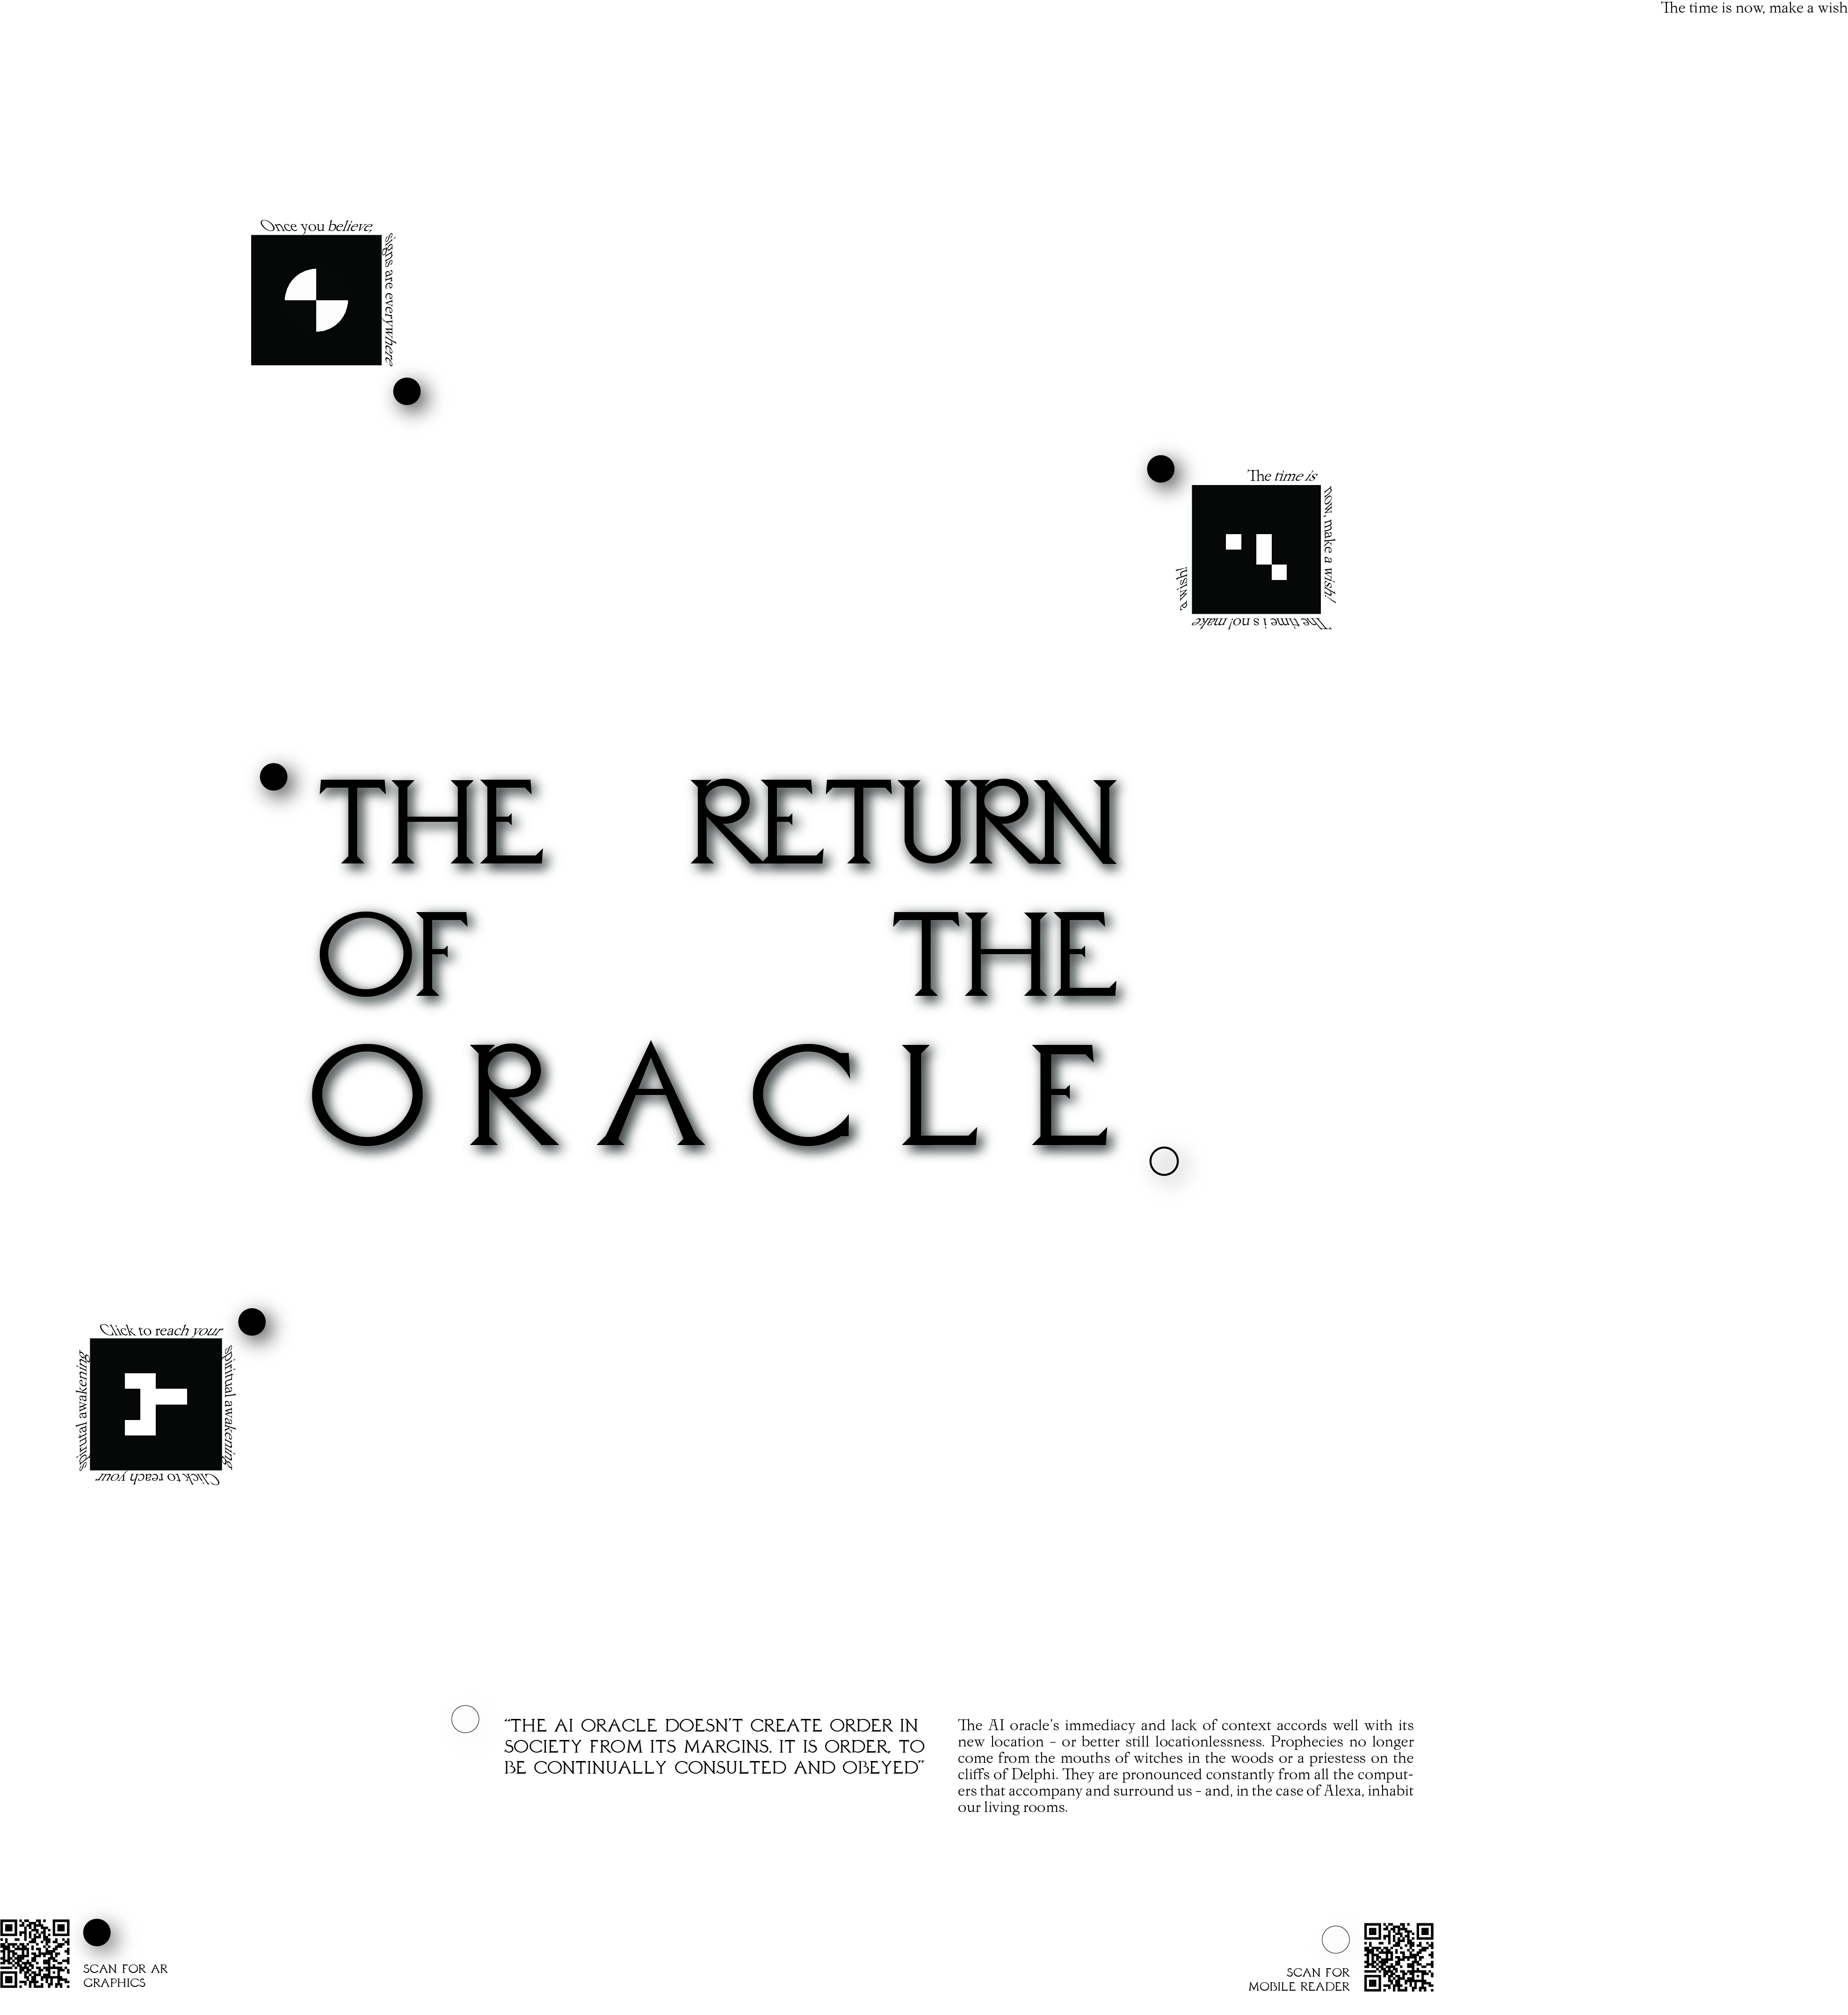 The time is now, make a wish
Once you believe,
signs are everywhere
The time is
now, make a wish!
The time is no! make
a wish!
THE RETURN
OF THE
ORACLE
Click to reach your
spiritual awakening
Click to reach your
spirutal awakening
“THE AI ORACLE DOESN’T CREATE ORDER IN
SOCIETY FROM ITS MARGINS. IT IS ORDER, TO
BE CONTINUALLY CONSULTED AND OBEYED”
The AI oracle’s immediacy and lack of context accords well with its
new location – or better still locationlessness. Prophecies no longer
come from the mouths of witches in the woods or a priestess on the
cliffs of Delphi. They are pronounced constantly from all the comput-
ers that accompany and surround us – and, in the case of Alexa, inhabit
our living rooms.
SCAN FOR AR
GRAPHICS
SCAN FOR
MOBILE READER